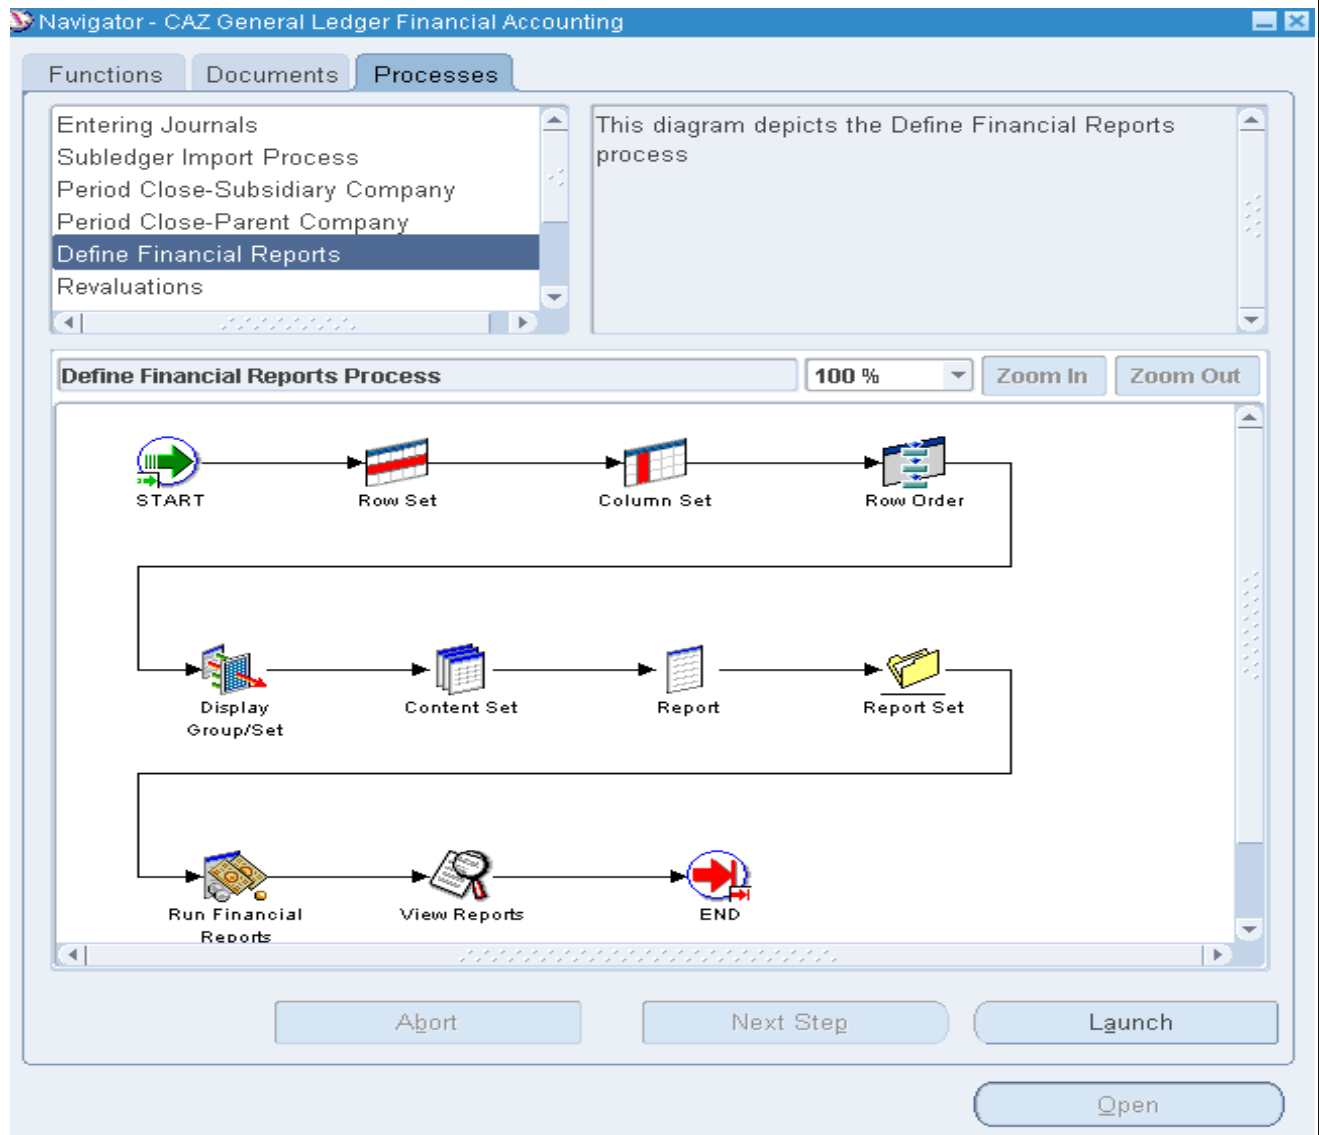 Navigator - CAZ General Ledger Financial Accounting
Functions
Documents
Processes
Entering Journals
Subledger Import Process
Period Close-Subsidiary Company
Period Close-Parent Company
Define Financial Reports
Revaluations
This diagram depicts the Define Financial Reports
process
Define Financial Reports Process
100 %
Zoom In
Zoom Out
START
Row Set
Column Set
Row Order
Display
Group/Set
Content Set
Report
Report Set
Run Financial
Reports
View Reports
END
Abort
Next Step
Launch
Open